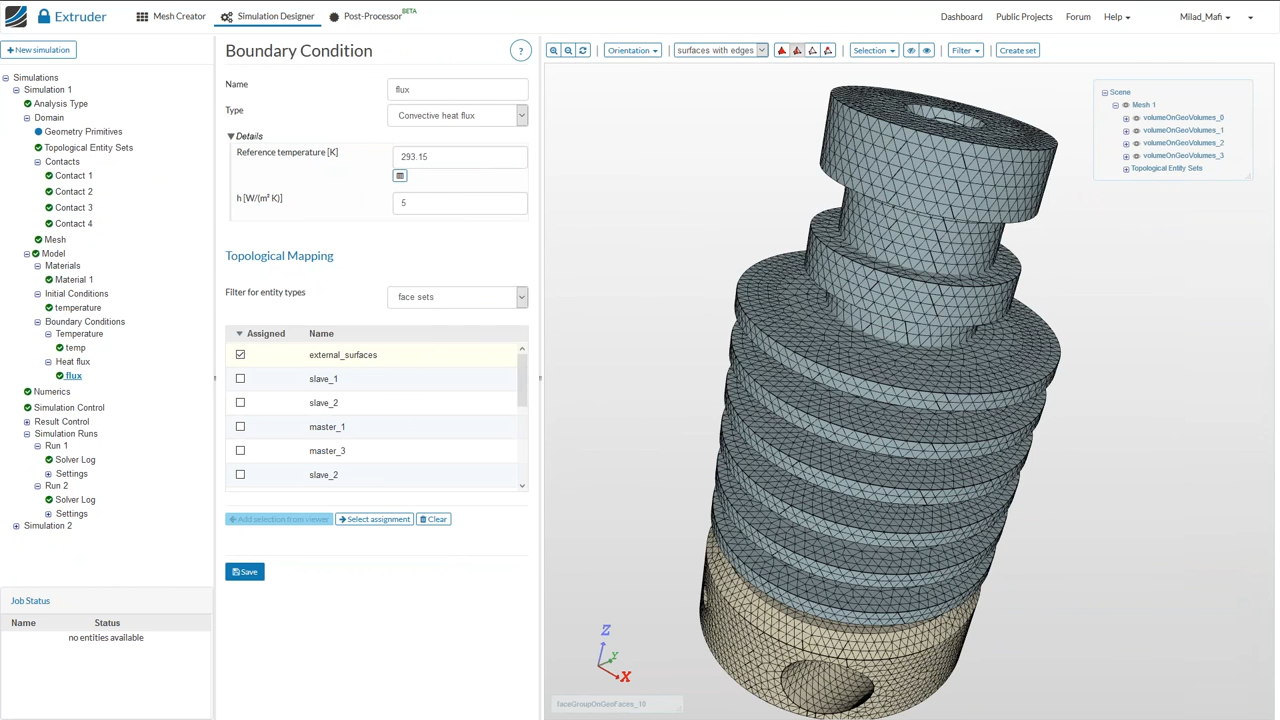 Extruder
Mesh Creator
Simulation Designer
Post-Processor BETA
Dashboard
Public Projects
Forum
Help
Milad_Mafi
+ New simulation
Simulations
Simulation 1
Analysis Type
Domain
Geometry Primitives
Topological Entity Sets
Contacts
Contact 1
Contact 2
Contact 3
Contact 4
Mesh
Model
Materials
Material 1
Initial Conditions
temperature
Boundary Conditions
Temperature
temp
Heat flux
flux
Numerics
Simulation Control
Result Control
Simulation Runs
Run 1
Solver Log
Settings
Run 2
Solver Log
Settings
Simulation 2
Job Status
Name Status
no entities available
Boundary Condition
?
Name flux
Type Convective heat flux
Details
Reference temperature [K] 293.15
h [W/(m² K)] 5
Topological Mapping
Filter for entity types face sets
Assigned Name
external_surfaces
slave_1
slave_2
master_1
master_3
slave_2
Add selection from viewer
Select assignment
Clear
Save
Orientation
surfaces with edges
Selection
Filter
Create set
Scene
Mesh 1
volumeOnGeoVolumes_0
volumeOnGeoVolumes_1
volumeOnGeoVolumes_2
volumeOnGeoVolumes_3
Topological Entity Sets
Z
Y
X
faceGroupOnGeoFaces_10